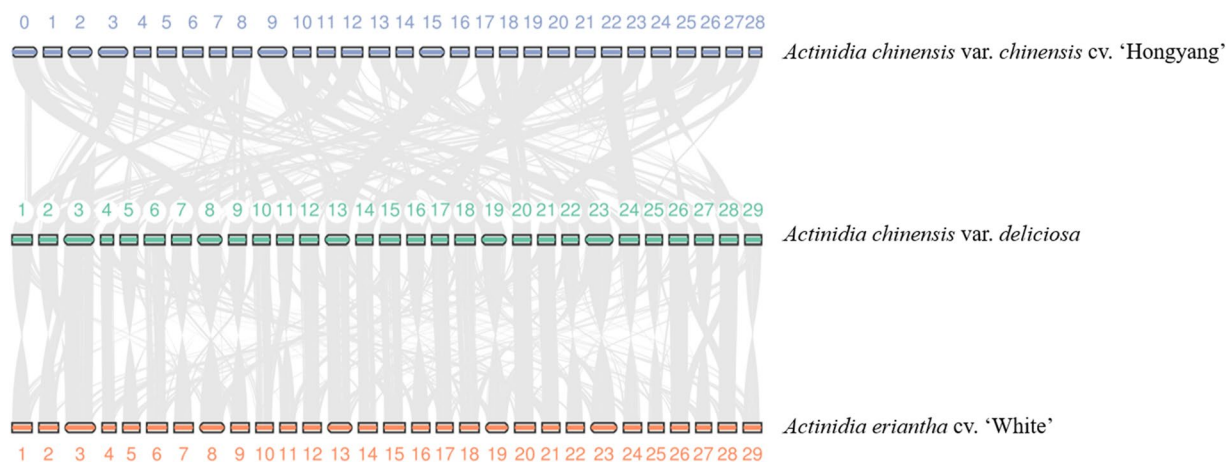 0 1 2 3 4 5 6 7 8 9 10 11 12 13 14 15 16 17 18 19 20 21 22 23 24 25 26 27 28
Actinidia chinensis var. chinensis cv. ‘Hongyang’
1 2 3 4 5 6 7 8 9 10 11 12 13 14 15 16 17 18 19 20 21 22 23 24 25 26 27 28 29
Actinidia chinensis var. deliciosa
Actinidia eriantha cv. ‘White’
1 2 3 4 5 6 7 8 9 10 11 12 13 14 15 16 17 18 19 20 21 22 23 24 25 26 27 28 29